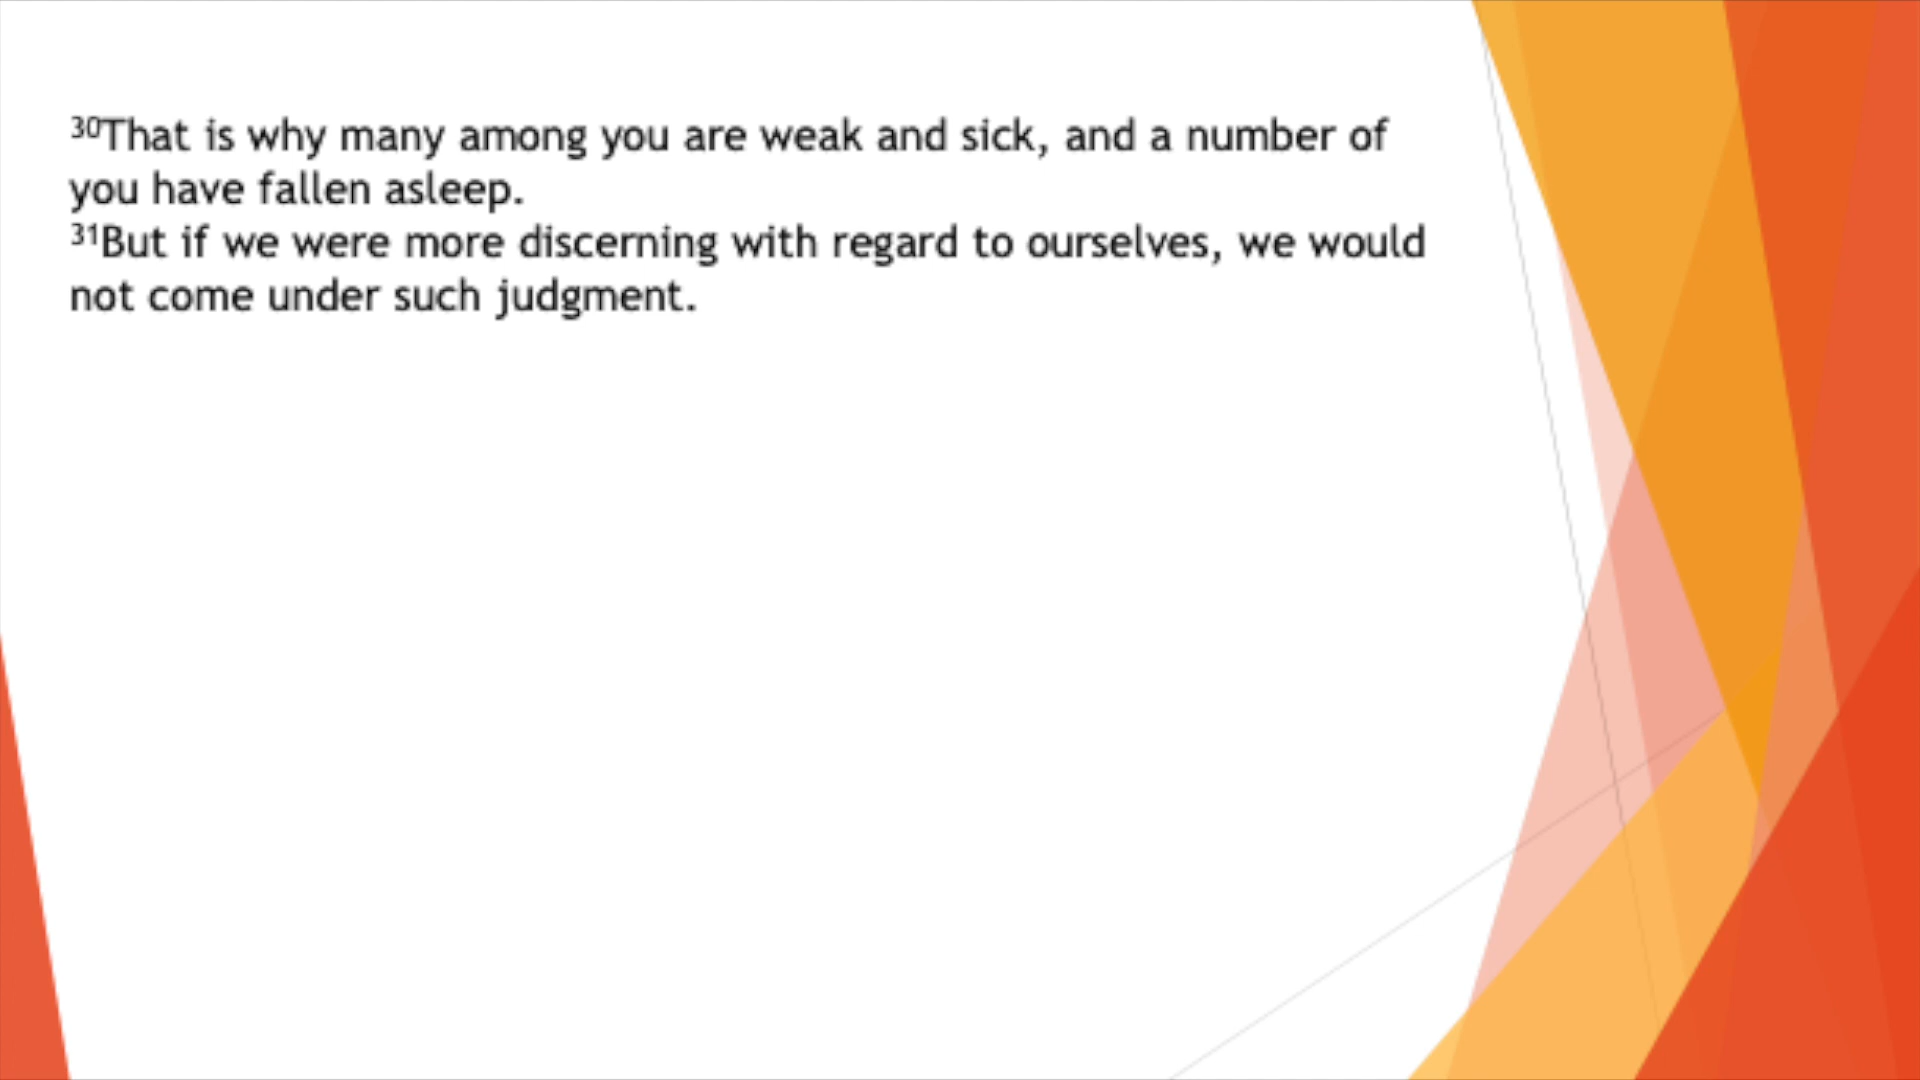 ³⁰That is why many among you are weak and sick, and a number of
you have fallen asleep.
³¹But if we were more discerning with regard to ourselves, we would
not come under such judgment.